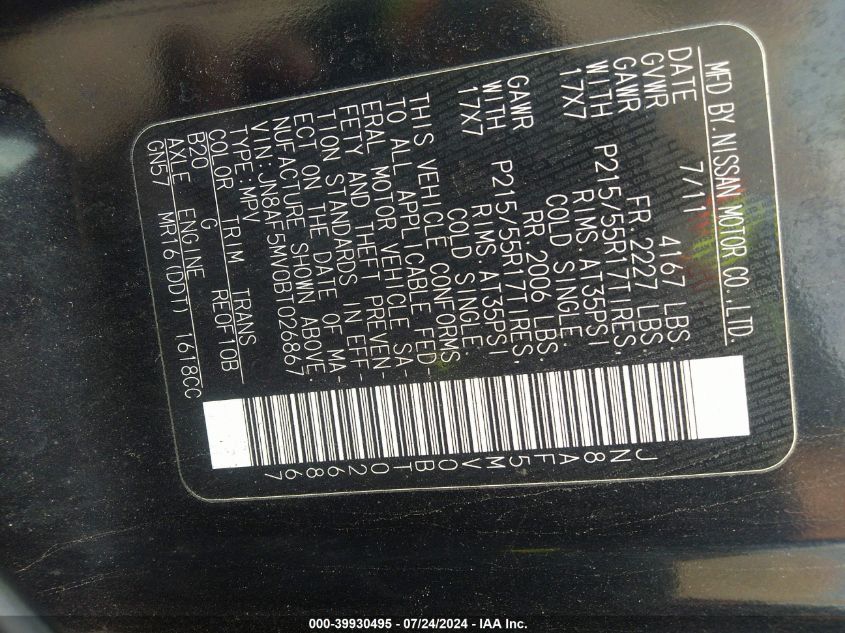 MFD BY. NISSAN MOTOR CO., LTD.
DATE 7/11
GVWR 4167 LBS
GAWR FR. 2227 LBS.
WITH P215/55R17TIRES,
17X7 RIMS AT35PSI
COLD SINGLE.
GAWR RR. 2006 LBS
WITH P215/55R17TIRES
17X7 RIMS AT35PSI
COLD SINGLE.
THIS VEHICLE CONFORMS
TO ALL APPLICABLE FED-
ERAL MOTOR VEHICLE SA-
FETY AND THEFT PREVEN-
TION STANDARDS IN EFF-
ECT ON THE DATE OF MA-
NUFACTURE SHOWN ABOVE.
VIN: JN8AF5MV0BT026867
TYPE: MPV
COLOR TRIM TRANS
B20 G RE0F10B
AXLE ENGINE
GN57 MR16(DDT) 1618CC
JN8AF5MV0BT026867
000-39930495 - 07/24/2024 - IAA Inc.